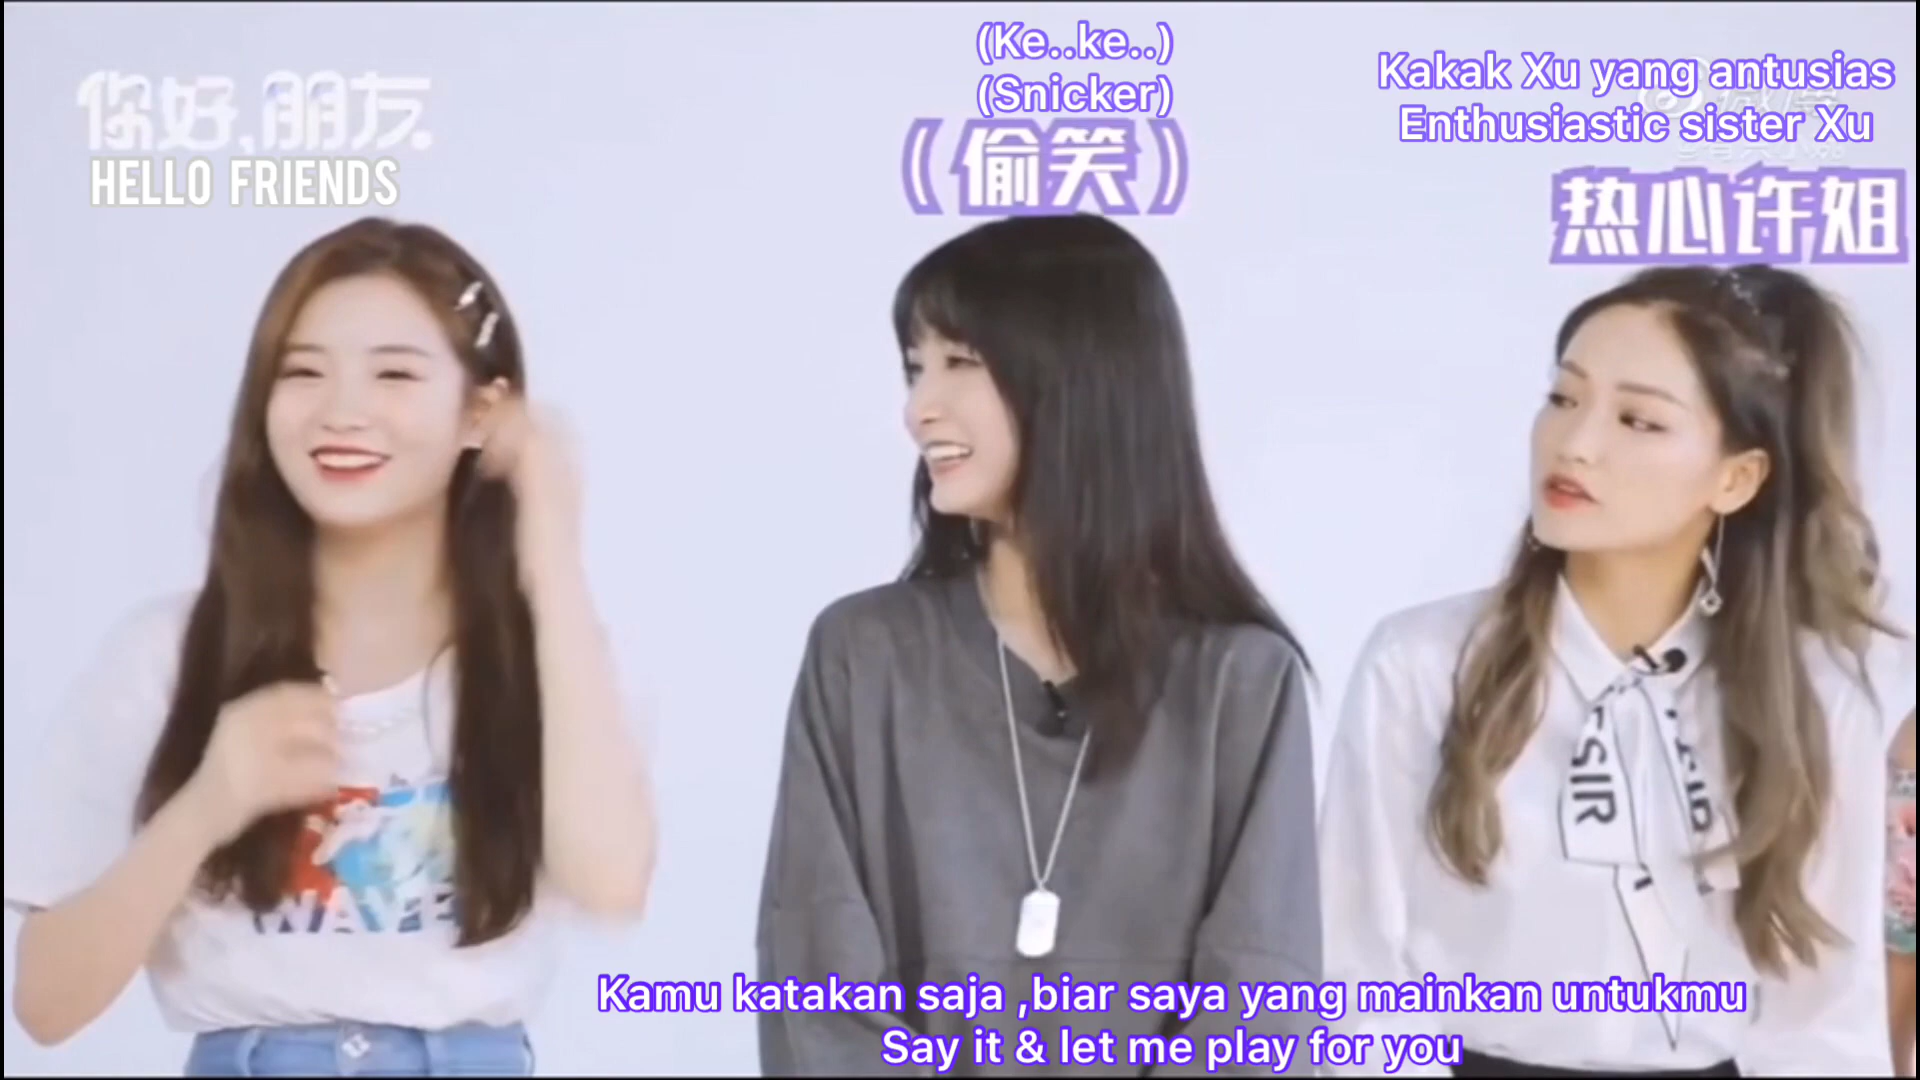 你好,朋友
HELLO FRIENDS
(Ke..ke..)
(Snicker)
(偷笑)
Kakak Xu yang antusias
Enthusiastic sister Xu
热心许姐
WAVE
Kamu katakan saja ,biar saya yang mainkan untukmu
Say it & let me play for you